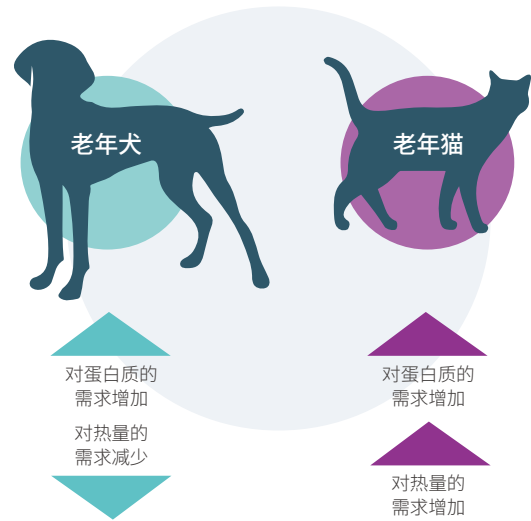 老年犬
老年猫
对蛋白质的
需求增加
对热量的
需求减少
对蛋白质的
需求增加
对热量的
需求增加